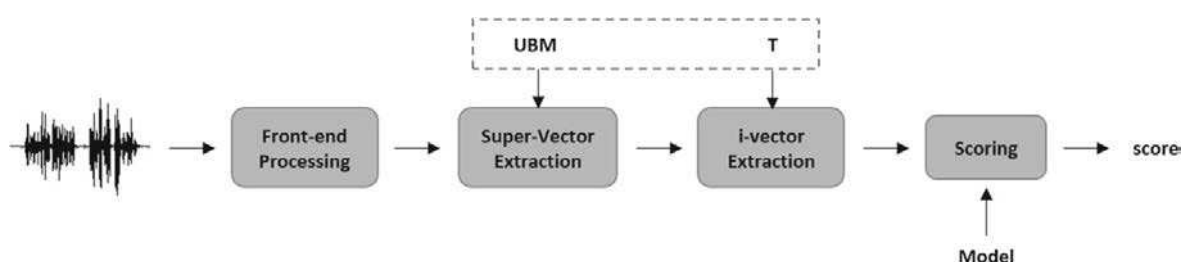 UBM
T
Front-end
Processing
Super-Vector
Extraction
i-vector
Extraction
Scoring
score
Model